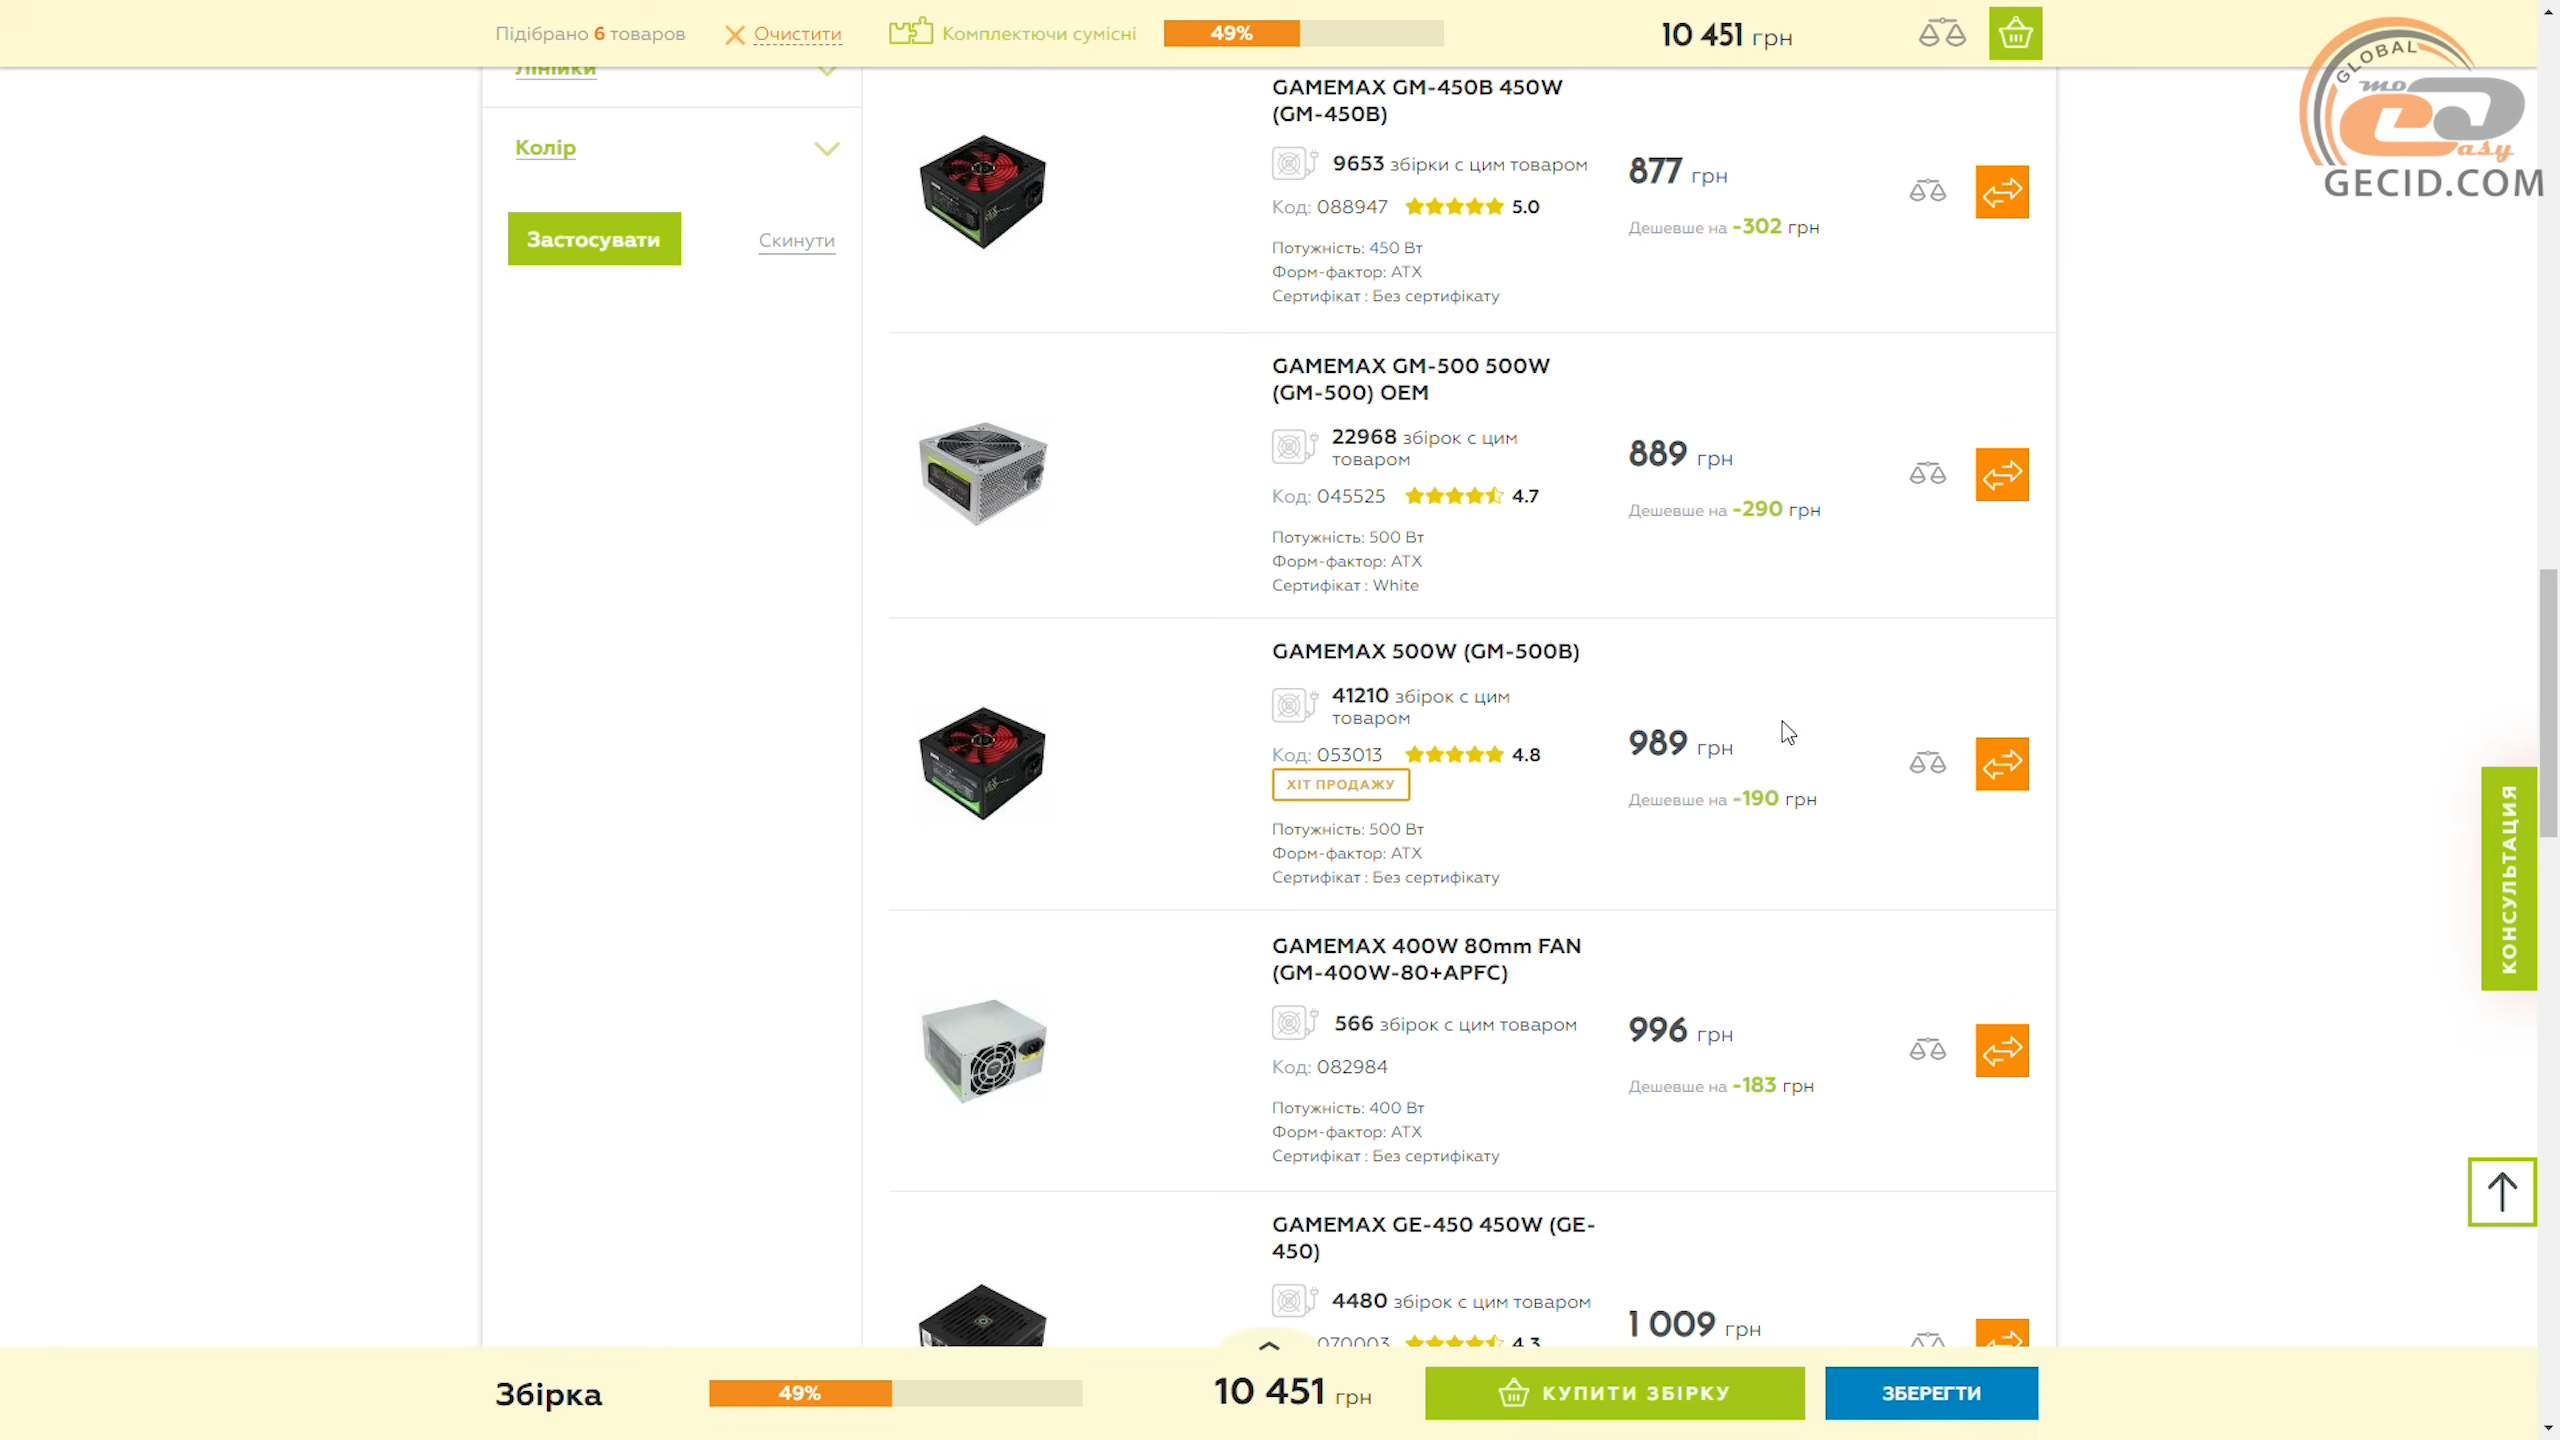 Підібрано 6 товаров
Очистити
Комплектючи сумісні
49%
10 451 грн
GLOBAL
mo
easy
GECID.COM
Лінійки
Колір
Застосувати
Скинути
GAMEMAX GM-450B 450W
(GM-450B)
9653 збірки с цим товаром
Код: 088947 5.0
Потужність: 450 Вт
Форм-фактор: ATX
Сертифікат : Без сертифікату
877 грн
Дешевше на -302 грн
GAMEMAX GM-500 500W
(GM-500) OEM
22968 збірок с цим
товаром
Код: 045525 4.7
Потужність: 500 Вт
Форм-фактор: ATX
Сертифікат : White
889 грн
Дешевше на -290 грн
GAMEMAX 500W (GM-500B)
41210 збірок с цим
товаром
Код: 053013 4.8
ХІТ ПРОДАЖУ
Потужність: 500 Вт
Форм-фактор: ATX
Сертифікат : Без сертифікату
989 грн
Дешевше на -190 грн
GAMEMAX 400W 80mm FAN
(GM-400W-80+APFC)
566 збірок с цим товаром
Код: 082984
Потужність: 400 Вт
Форм-фактор: ATX
Сертифікат : Без сертифікату
996 грн
Дешевше на -183 грн
GAMEMAX GE-450 450W (GE-
450)
4480 збірок с цим товаром
070003 4.3
1 009 грн
КОНСУЛЬТАЦИЯ
Збірка
49%
10 451 грн
КУПИТИ ЗБІРКУ
ЗБЕРЕГТИ